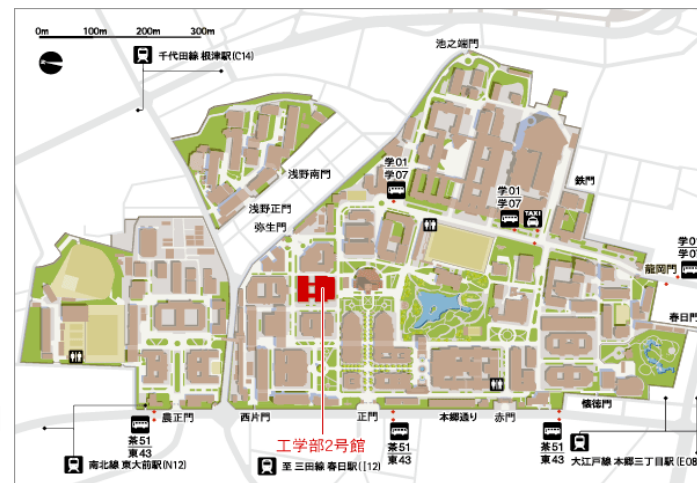 0m 100m 200m 300m
千代田線 根津駅(C14)
池之端門
浅野南門
学01
学07
学01
学07
TAXI
鉄門
浅野正門
弥生門
学01
学07
龍岡門
春日門
農正門
西片門
正門
本郷通り
赤門
懐徳門
茶51
東43
工学部2号館
茶51
東43
茶51
東43
南北線 東大前駅(N12)
至 三田線 春日駅(I12)
大江戸線 本郷三丁目駅(E08